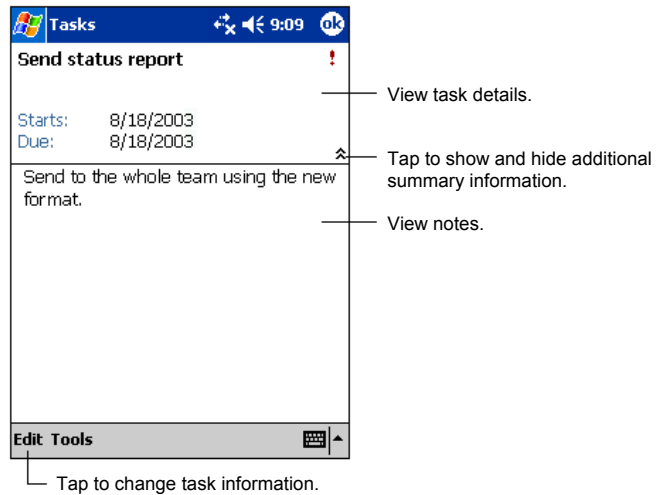 Tasks 9:09 ok
Send status report !
View task details.
Starts: 8/18/2003
Due: 8/18/2003
Tap to show and hide additional
summary information.
Send to the whole team using the new
format.
View notes.
Edit Tools
Tap to change task information.